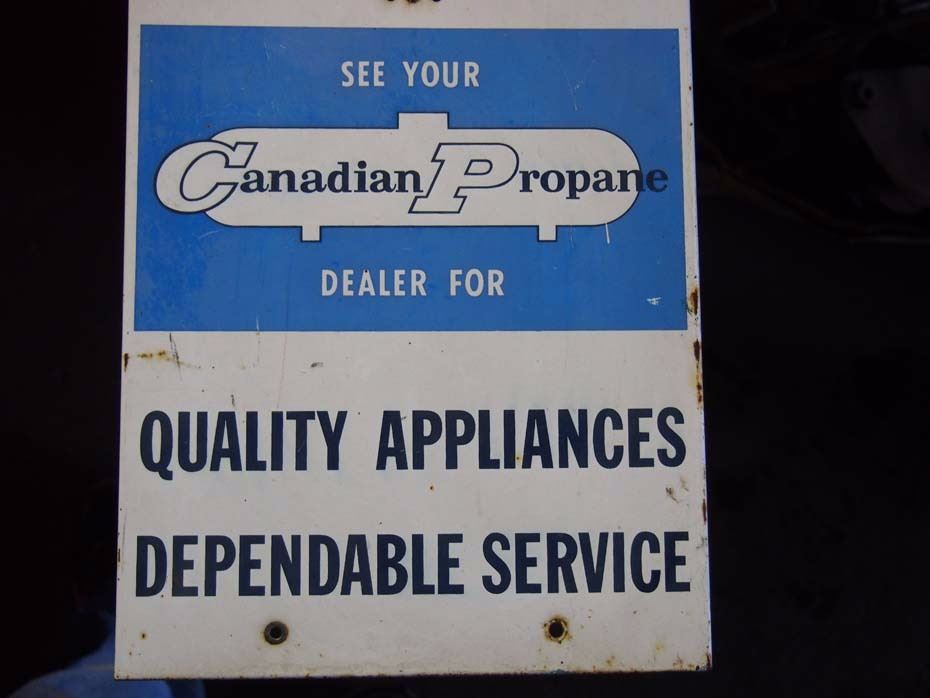 SEE YOUR
Canadian Propane
DEALER FOR
QUALITY APPLIANCES
DEPENDABLE SERVICE